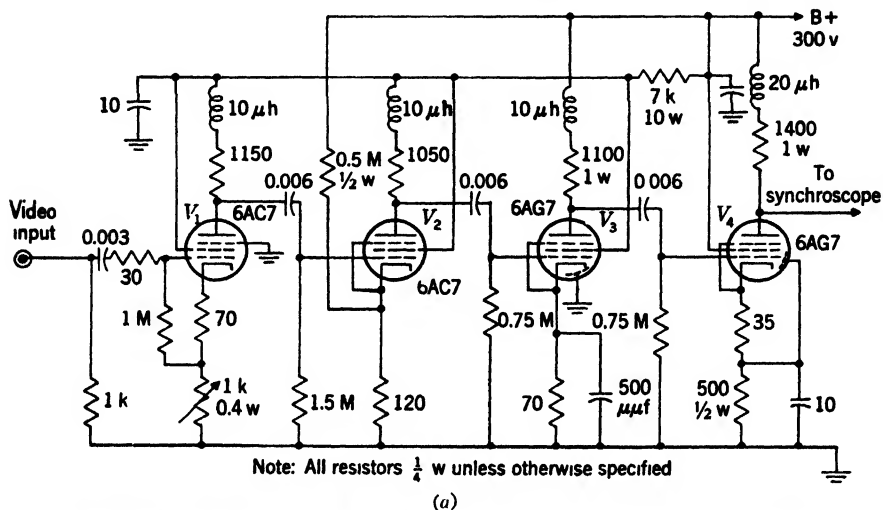 B+
300 v
10
10 μh
10 μh
10 μh
7 k
10 w
20 μh
1150
0.5 M
½ w
1050
1100
1 w
1400
1 w
To
synchroscope
Video
input
0.003
30
V₁
6AC7
0.006
V₂
6AC7
0.006
6AG7
V₃
0 006
V₄
6AG7
1 M
70
0.75 M
0.75 M
35
1 k
1 k
0.4 w
1.5 M
120
70
500
μμf
500
½ w
10
Note: All resistors ¼ w unless otherwise specified
(a)